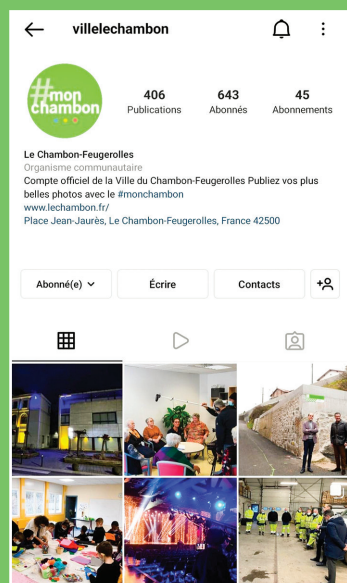 villelechambon
#mon
chambon
406 643 45
Publications Abonnés Abonnements
Le Chambon-Feugerolles
Organisme communautaire
Compte officiel de la Ville du Chambon-Feugerolles Publiez vos plus
belles photos avec le #monchambon
www.lechambon.fr/
Place Jean-Jaurès, Le Chambon-Feugerolles, France 42500
Abonné(e) Écrire Contacts